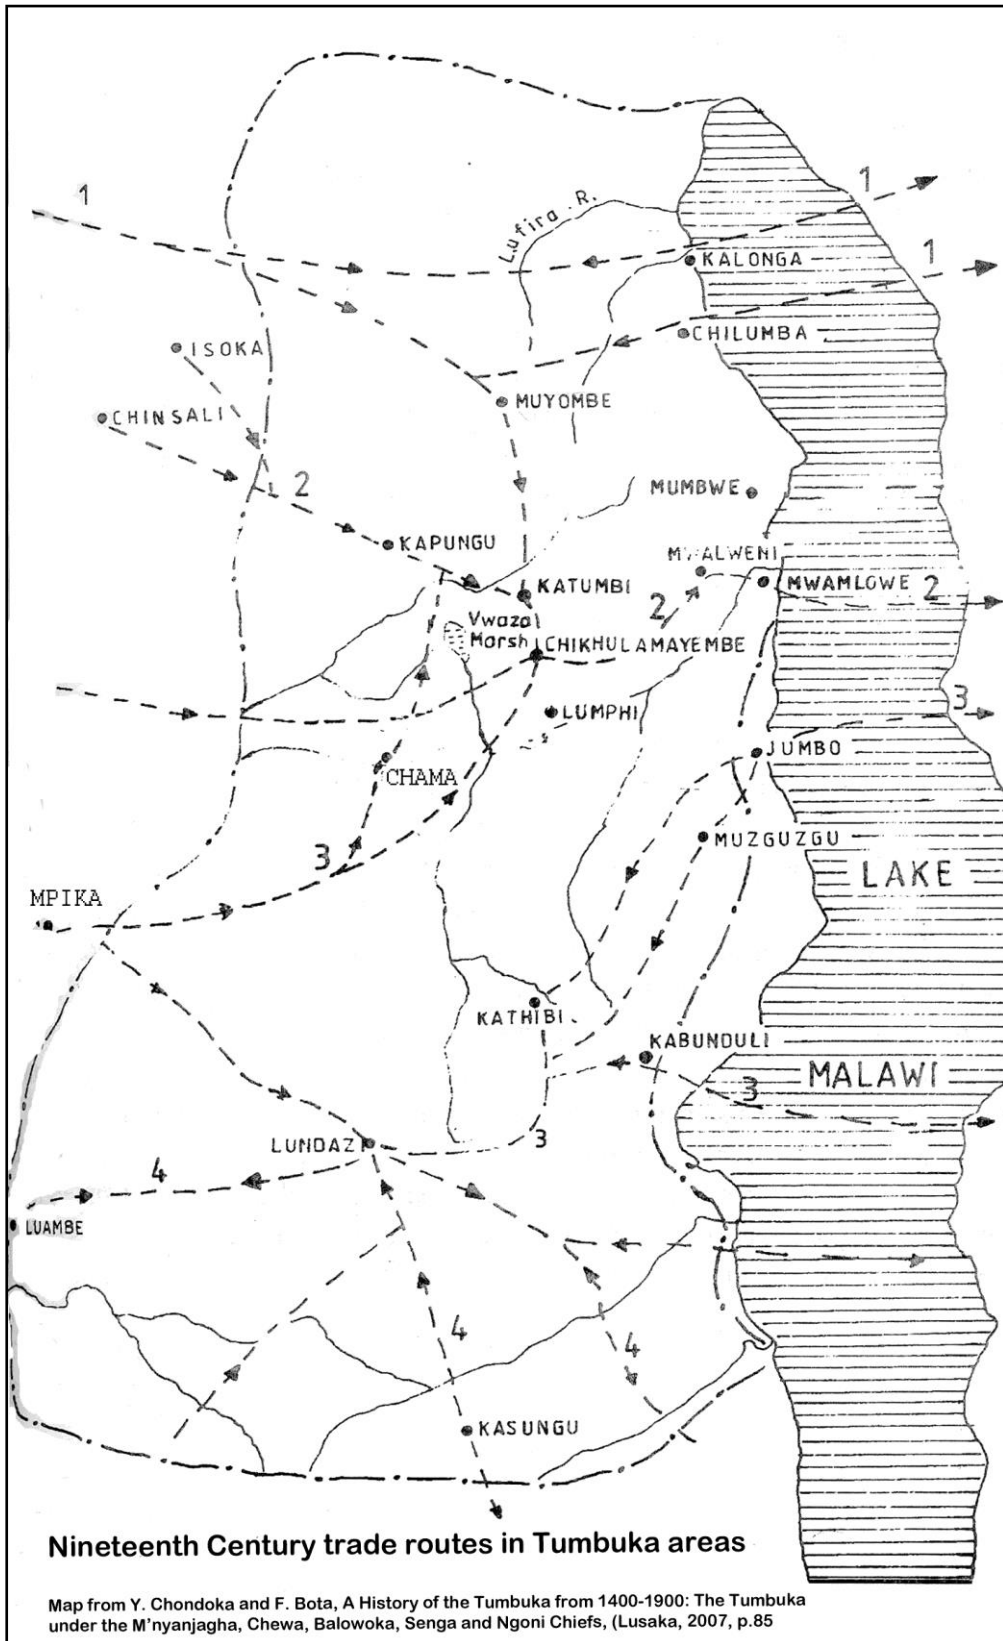 1
1
Lufira R.
KALONGA
1
ISOKA
CHILUMBA
MUYOMBE
CHINSALI
2
MUMBWE
KAPUNGU
MWALWENI
KATUMBI
MWAMLOWE
2
2
Vwaza
Marsh
CHIKHULAMAYEMBE
3
LUMPHI
JUMBO
CHAMA
MUZGUZGU
3
LAKE
MPIKA
KATHIBI
KABUNDULI
MALAWI
3
LUNDAZI
3
4
LUAMBE
4
4
KASUNGU
Nineteenth Century trade routes in Tumbuka areas
Map from Y. Chondoka and F. Bota, A History of the Tumbuka from 1400-1900: The Tumbuka
under the M'nyanjagha, Chewa, Balowoka, Senga and Ngoni Chiefs, (Lusaka, 2007, p.85